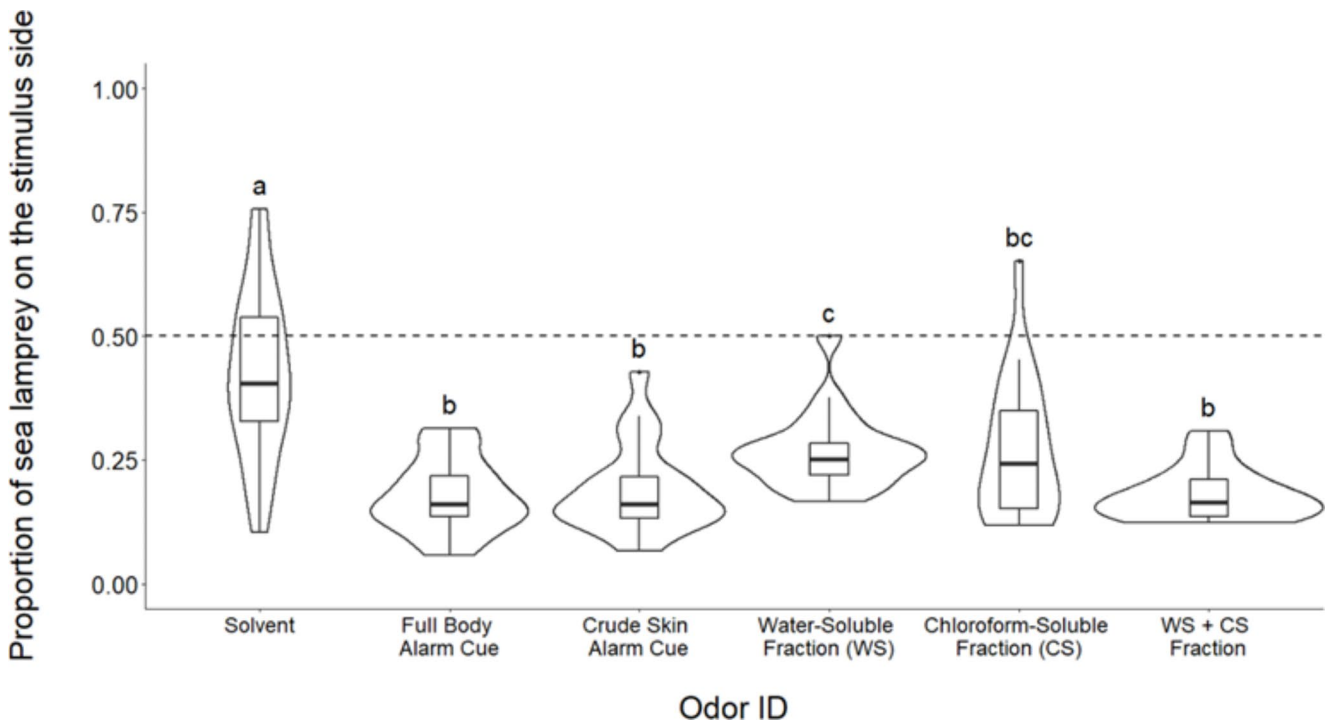 Proportion of sea lamprey on the stimulus side
1.00
0.75
0.50
0.25
0.00
a
b
b
c
bc
b
Solvent
Full Body
Alarm Cue
Crude Skin
Alarm Cue
Water-Soluble
Fraction (WS)
Chloroform-Soluble
Fraction (CS)
WS + CS
Fraction
Odor ID